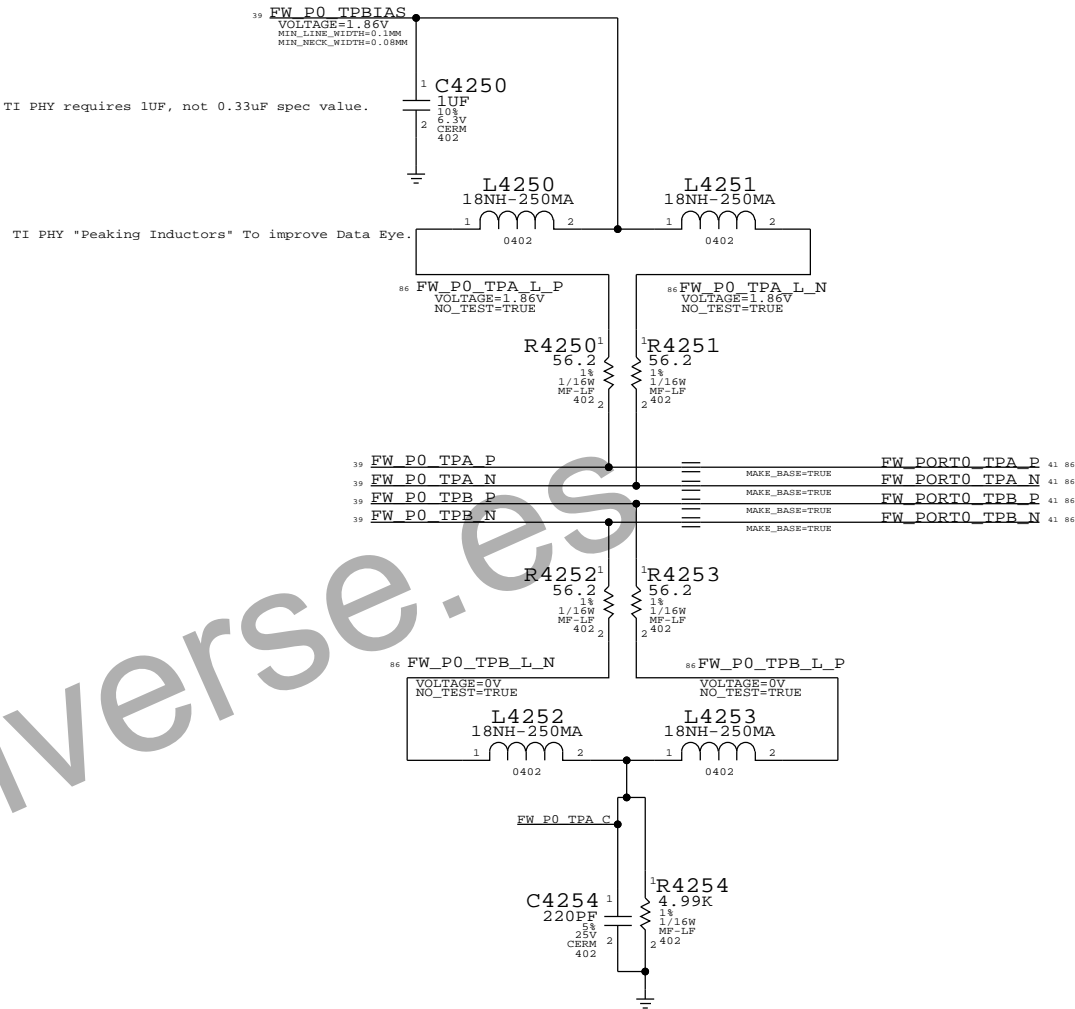 39 FW_P0_TPBIAS
VOLTAGE=1.86V
MIN_LINE_WIDTH=0.1MM
MIN_NECK_WIDTH=0.08MM
1 C4250
1UF
10%
6.3V
2 CERM
402
TI PHY requires 1UF, not 0.33uF spec value.
L4250
18NH-250MA
1 2
0402
L4251
18NH-250MA
1 2
0402
TI PHY "Peaking Inductors" To improve Data Eye.
86 FW_P0_TPA_L_P
VOLTAGE=1.86V
NO_TEST=TRUE
86 FW_P0_TPA_L_N
VOLTAGE=1.86V
NO_TEST=TRUE
R4250 1
56.2
1%
1/16W
MF-LF
402 2
1 R4251
56.2
1%
1/16W
MF-LF
2 402
39 FW_P0_TPA_P MAKE_BASE=TRUE FW_PORT0_TPA_P 41 86
39 FW_P0_TPA_N MAKE_BASE=TRUE FW_PORT0_TPA_N 41 86
39 FW_P0_TPB_P MAKE_BASE=TRUE FW_PORT0_TPB_P 41 86
39 FW_P0_TPB_N MAKE_BASE=TRUE FW_PORT0_TPB_N 41 86
R4252 1
56.2
1%
1/16W
MF-LF
402 2
1 R4253
56.2
1%
1/16W
MF-LF
2 402
86 FW_P0_TPB_L_N
VOLTAGE=0V
NO_TEST=TRUE
86 FW_P0_TPB_L_P
VOLTAGE=0V
NO_TEST=TRUE
L4252
18NH-250MA
1 2
0402
L4253
18NH-250MA
1 2
0402
FW_P0_TPA_C
C4254 1
220PF
5%
25V
CERM 2
402
1 R4254
4.99K
1%
1/16W
MF-LF
2 402
verse.es